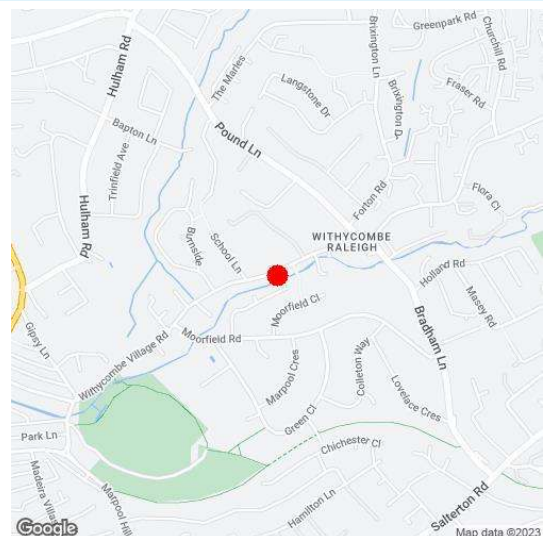 Greenpark Rd
Churchill Rd
Brixington Ln
Hulham Rd
The Marles
Langstone Dr
Brixington D
Fraser Rd
Bapton Ln
Pound Ln
Trinfield Ave
Forton Rd
Flora Cl
Hulham Rd
Burnside
School Ln
WITHYCOMBE
RALEIGH
Holland Rd
Masey Rd
Gipsy Ln
Moorfield Cl
Withycombe Village Rd
Moorfield Rd
Bradham Ln
Marpool Cres
Colleton Way
Lovelace Cres
Green Cl
Park Ln
Chichester Cl
Madeira Villas
Marpool Hill
Hamilton Ln
Salterton Rd
Google
Map data ©2023